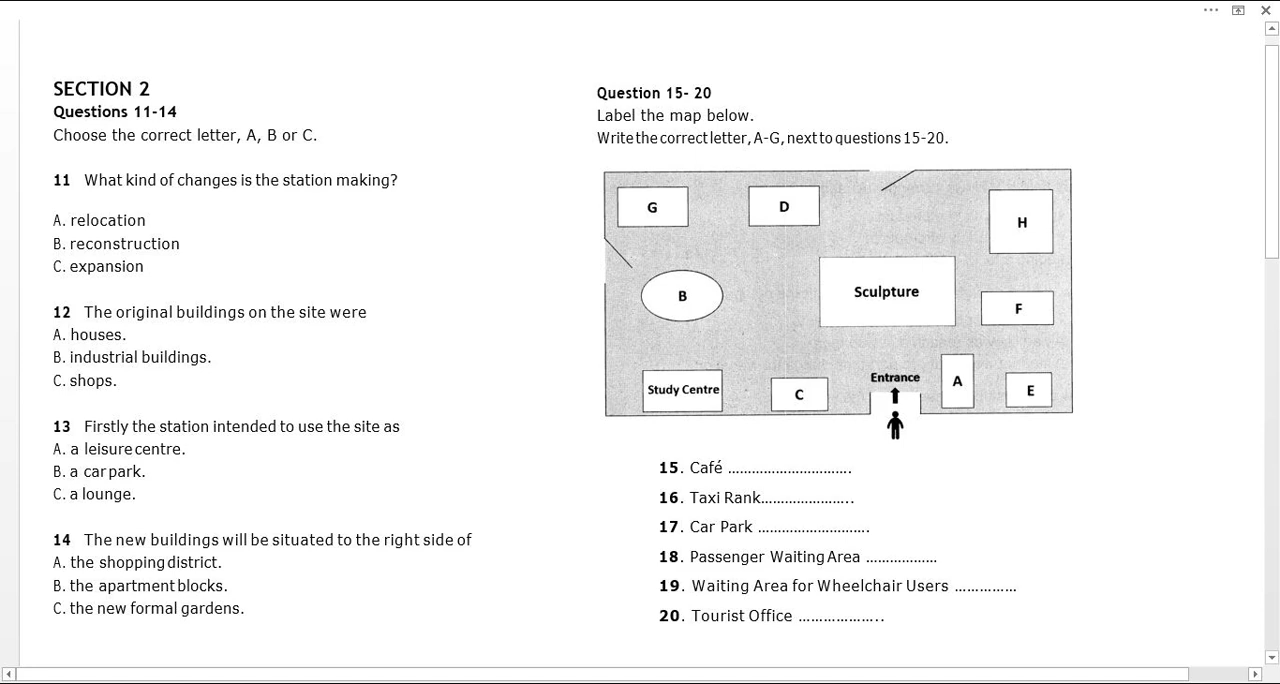 SECTION 2
Questions 11-14
Choose the correct letter, A, B or C.
11 What kind of changes is the station making?
A. relocation
B. reconstruction
C. expansion
12 The original buildings on the site were
A. houses.
B. industrial buildings.
C. shops.
13 Firstly the station intended to use the site as
A. a leisure centre.
B. a car park.
C. a lounge.
14 The new buildings will be situated to the right side of
A. the shopping district.
B. the apartment blocks.
C. the new formal gardens.
Question 15- 20
Label the map below.
Write the correct letter, A-G, next to questions 15-20.
G
D
H
B
Sculpture
F
Study Centre
C
Entrance
A
E
15. Café ...............................
16. Taxi Rank........................
17. Car Park ............................
18. Passenger Waiting Area ..................
19. Waiting Area for Wheelchair Users ...............
20. Tourist Office ......................